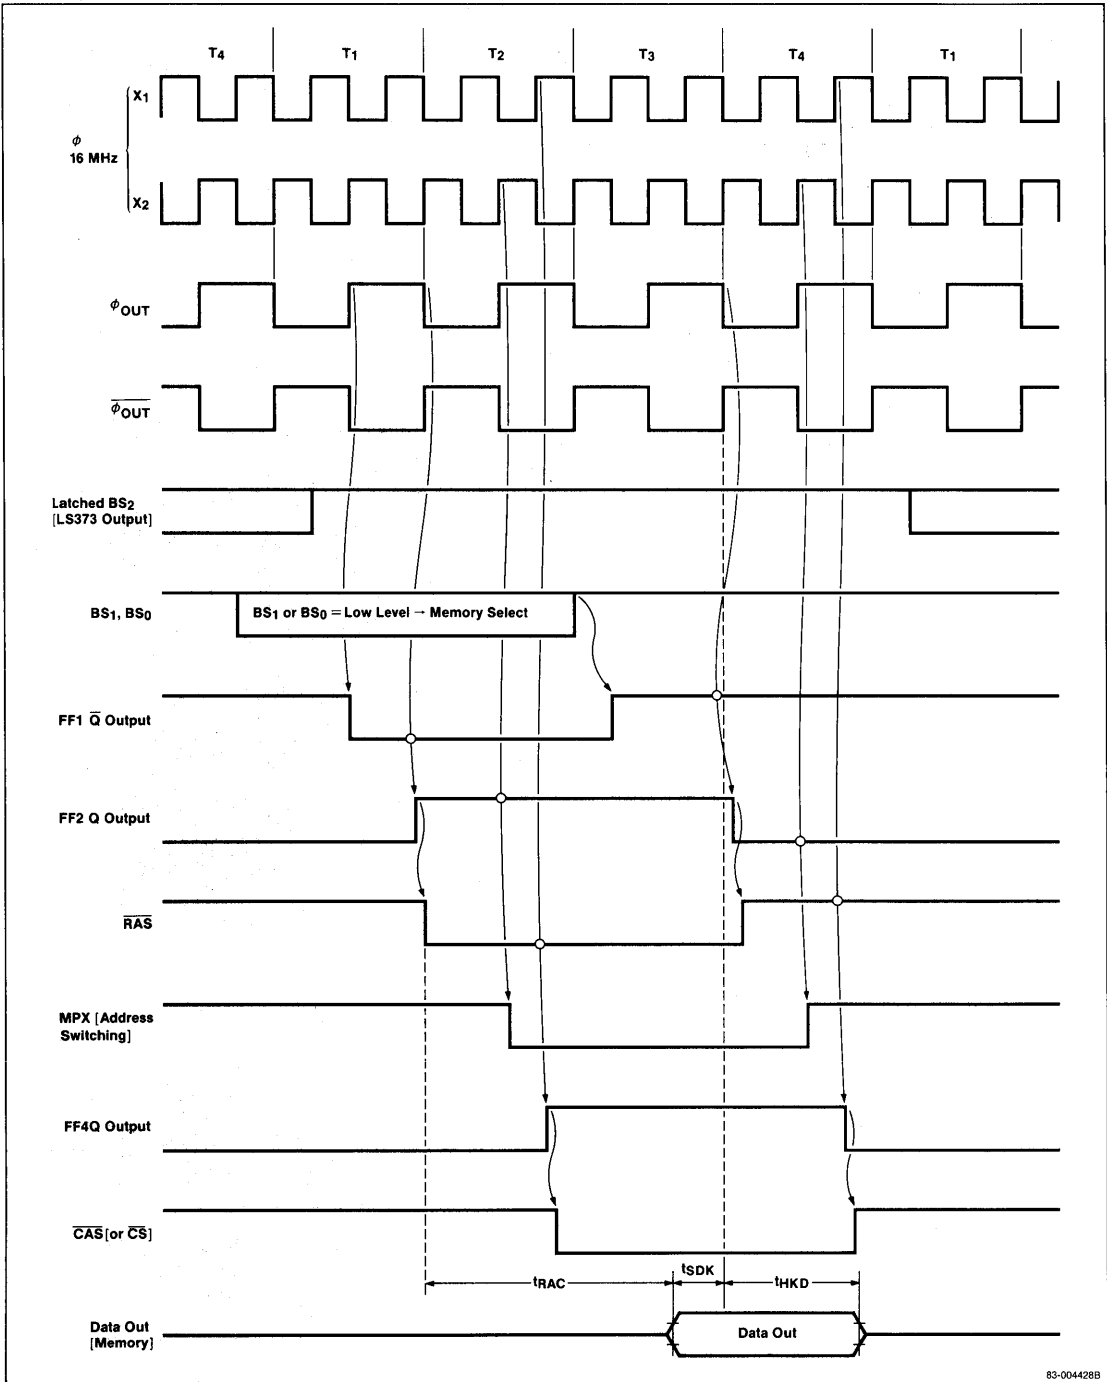 T4 T1 T2 T3 T4 T1
X1
ϕ
16 MHz
X2
ϕOUT
ϕOUT
Latched BS2
[LS373 Output]
BS1, BS0
BS1 or BS0 = Low Level → Memory Select
FF1 Q Output
FF2 Q Output
RAS
MPX [Address
Switching]
FF4Q Output
CAS [or CS]
tRAC tSDK tHKD
Data Out
[Memory]
Data Out
83-004428B